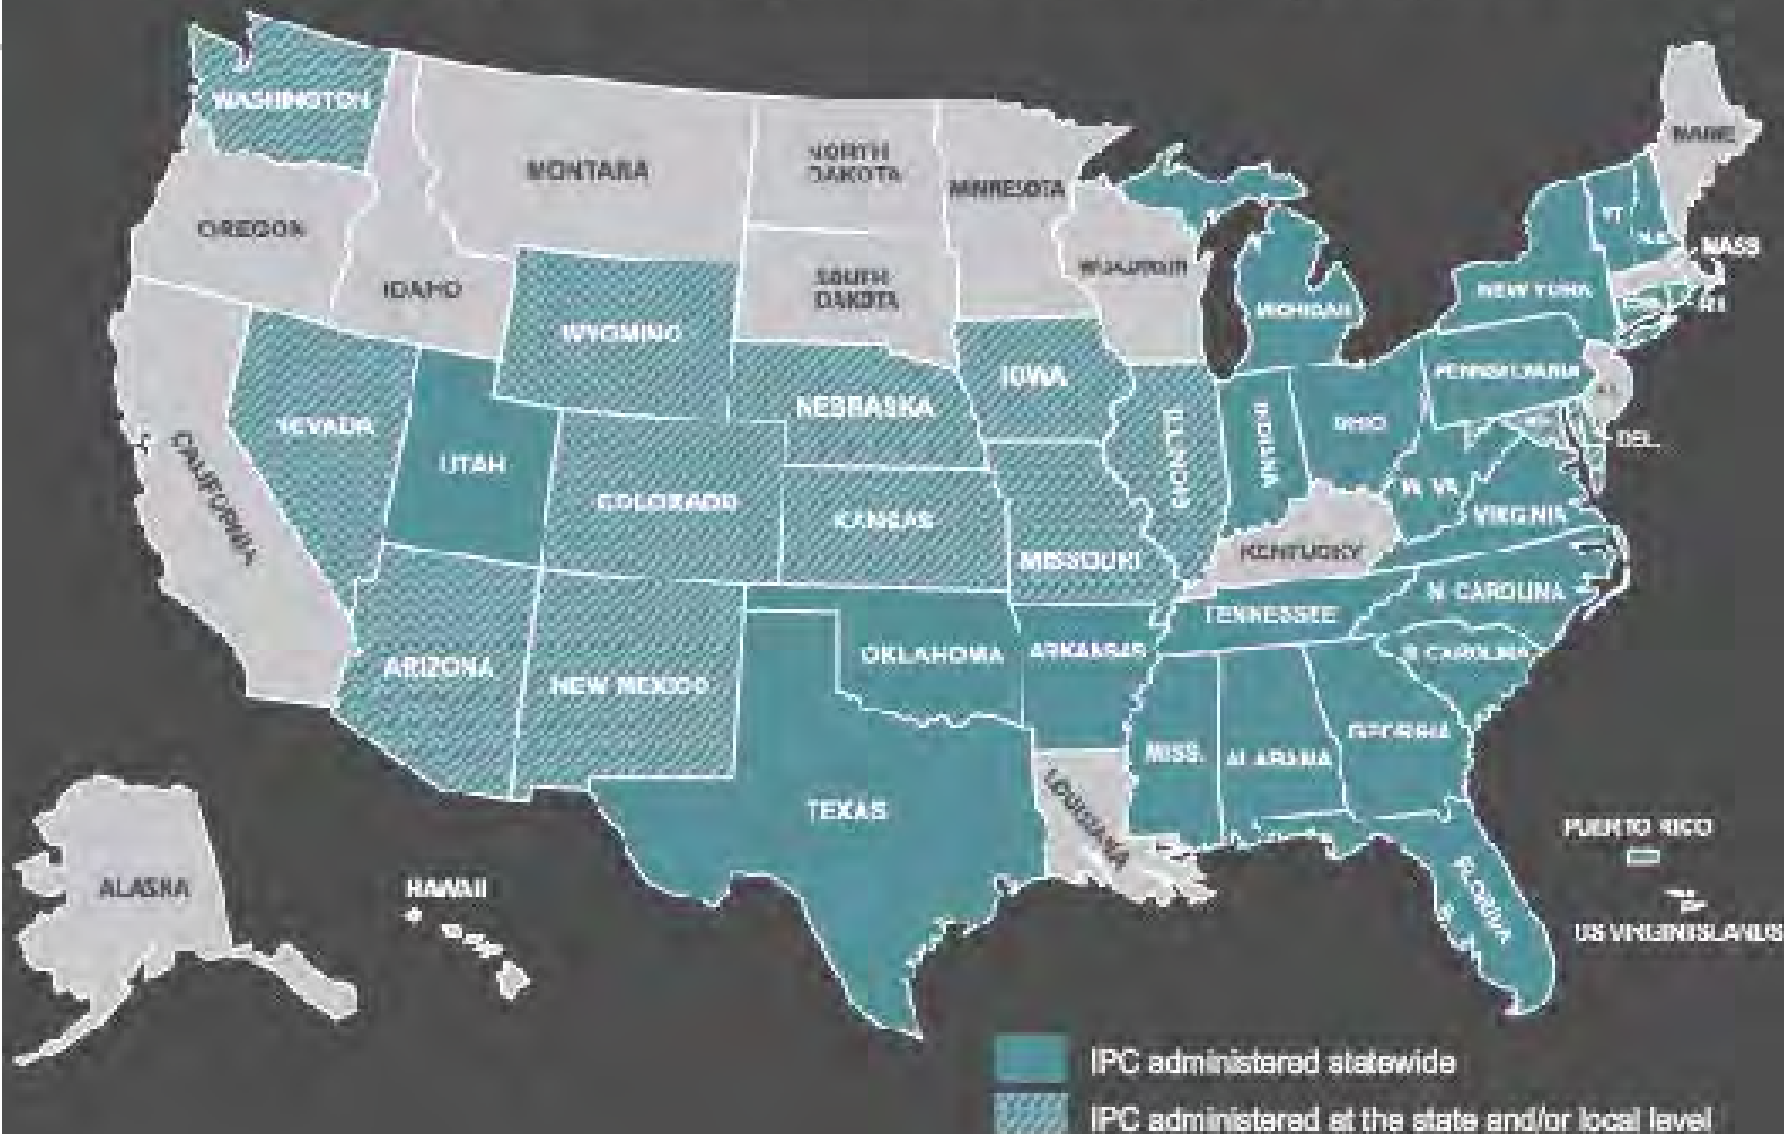 WASHINGTON
MONTANA
NORTH
DAKOTA
MINNESOTA
MAINE
OREGON
IDAHO
SOUTH
DAKOTA
WISCONSIN
VT
MASS
NEW YORK
R.I.
MICHIGAN
WYOMING
PENNSYLVANIA
IOWA
NEBRASKA
NEVADA
ILLINOIS
INDIANA
OHIO
DEL.
CALIFORNIA
UTAH
COLORADO
KANSAS
W. VA
VIRGINIA
MISSOURI
KENTUCKY
N CAROLINA
TENNESSEE
ARIZONA
NEW MEXICO
OKLAHOMA
ARKANSAS
S CAROLINA
MISS.
ALABAMA
GEORGIA
TEXAS
LOUISIANA
PUERTO RICO
ALASKA
HAWAII
FLORIDA
US VIRGIN ISLANDS
IPC administered statewide
IPC administered at the state and/or local level